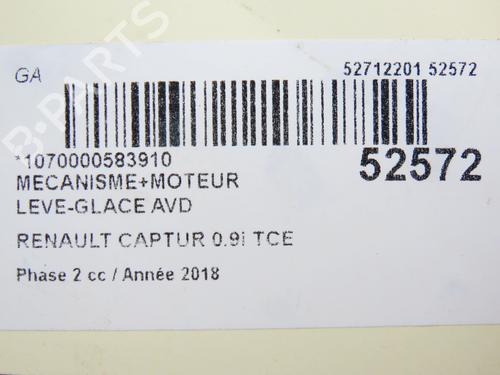 GA
52712201 52572
*1070000583910
52572
MECANISME+MOTEUR
LEVE-GLACE AVD
RENAULT CAPTUR 0.9i TCE
Phase 2 cc / Année 2018
B-PARTS